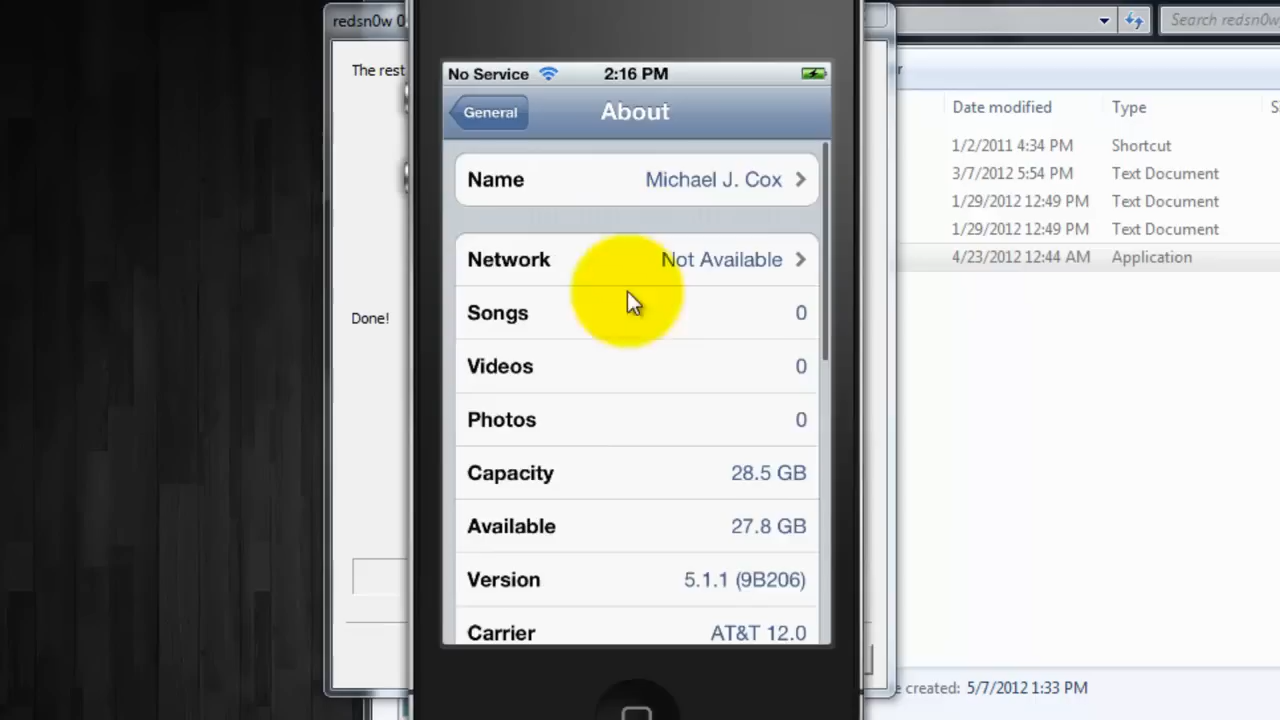 redsn0w 0
Search redsn0w
The rest
Done!
No Service 2:16 PM
General About
Name Michael J. Cox
Network Not Available
Songs 0
Videos 0
Photos 0
Capacity 28.5 GB
Available 27.8 GB
Version 5.1.1 (9B206)
Carrier AT&T 12.0
Date modified Type
1/2/2011 4:34 PM Shortcut
3/7/2012 5:54 PM Text Document
1/29/2012 12:49 PM Text Document
1/29/2012 12:49 PM Text Document
4/23/2012 12:44 AM Application
e created: 5/7/2012 1:33 PM